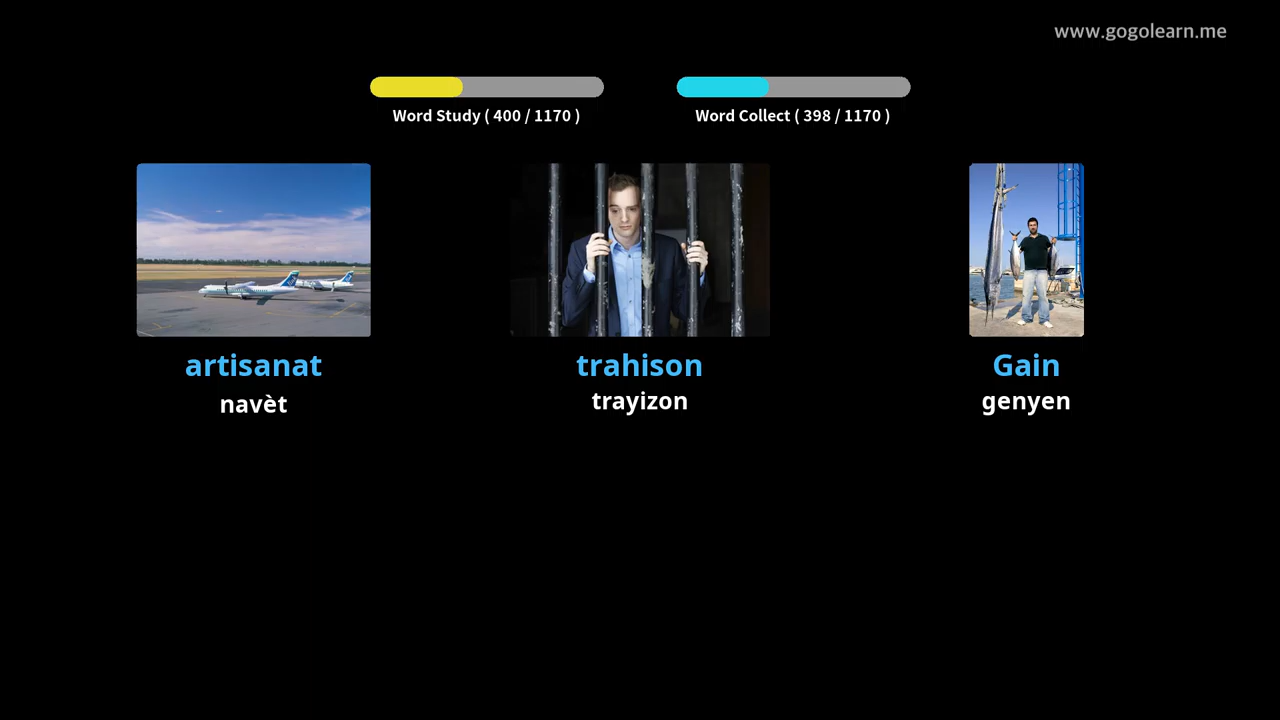 www.gogolearn.me
Word Study ( 400 / 1170 )
Word Collect ( 398 / 1170 )
artisanat
trahison
Gain
navèt
trayizon
genyen